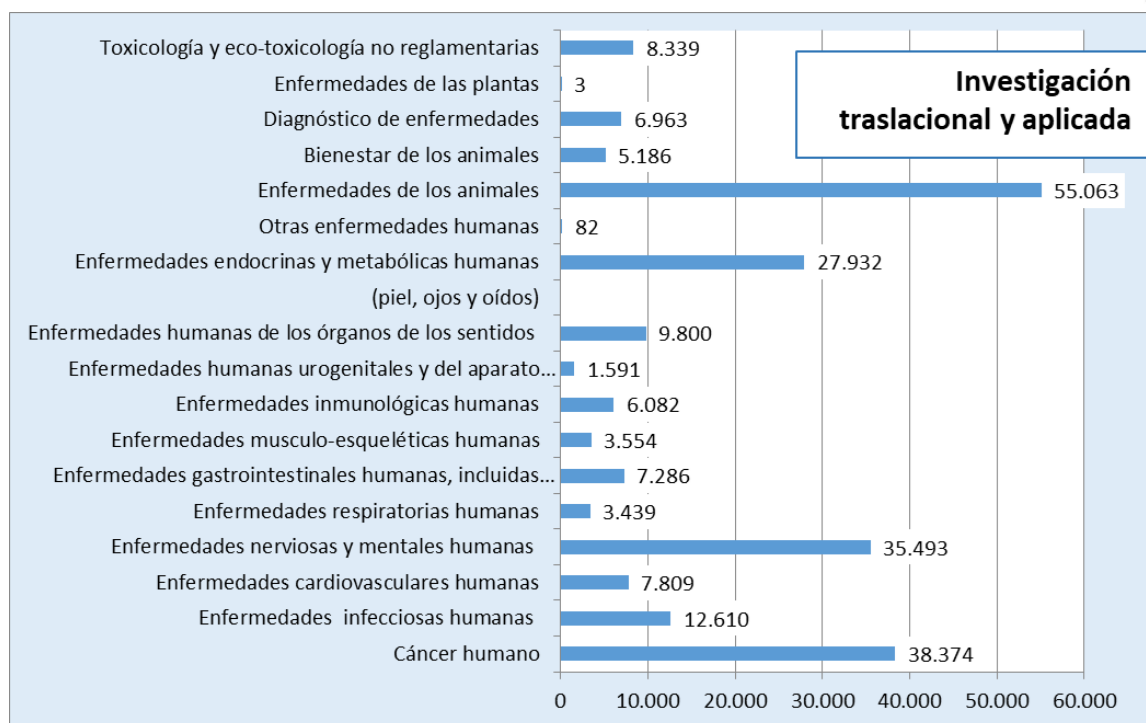 Investigación
traslacional y aplicada
Toxicología y eco-toxicología no reglamentarias 8.339
Enfermedades de las plantas 3
Diagnóstico de enfermedades 6.963
Bienestar de los animales 5.186
Enfermedades de los animales 55.063
Otras enfermedades humanas 82
Enfermedades endocrinas y metabólicas humanas 27.932
(piel, ojos y oídos)
Enfermedades humanas de los órganos de los sentidos 9.800
Enfermedades humanas urogenitales y del aparato... 1.591
Enfermedades inmunológicas humanas 6.082
Enfermedades musculo-esqueléticas humanas 3.554
Enfermedades gastrointestinales humanas, incluidas... 7.286
Enfermedades respiratorias humanas 3.439
Enfermedades nerviosas y mentales humanas 35.493
Enfermedades cardiovasculares humanas 7.809
Enfermedades infecciosas humanas 12.610
Cáncer humano 38.374
0 10.000 20.000 30.000 40.000 50.000 60.000